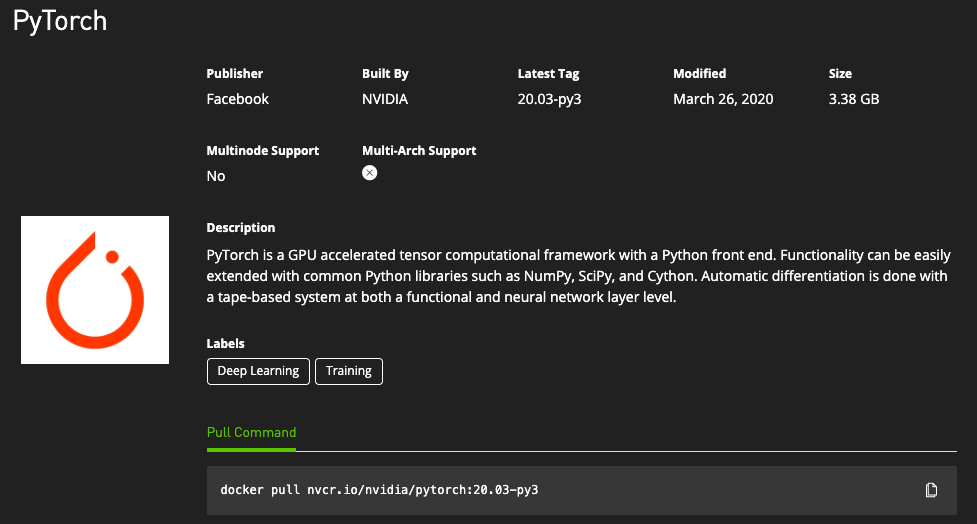 PyTorch
Publisher Built By Latest Tag Modified Size
Facebook NVIDIA 20.03-py3 March 26, 2020 3.38 GB
Multinode Support Multi-Arch Support
No
Description
PyTorch is a GPU accelerated tensor computational framework with a Python front end. Functionality can be easily
extended with common Python libraries such as NumPy, SciPy, and Cython. Automatic differentiation is done with
a tape-based system at both a functional and neural network layer level.
Labels
Deep Learning Training
Pull Command
docker pull nvcr.io/nvidia/pytorch:20.03-py3